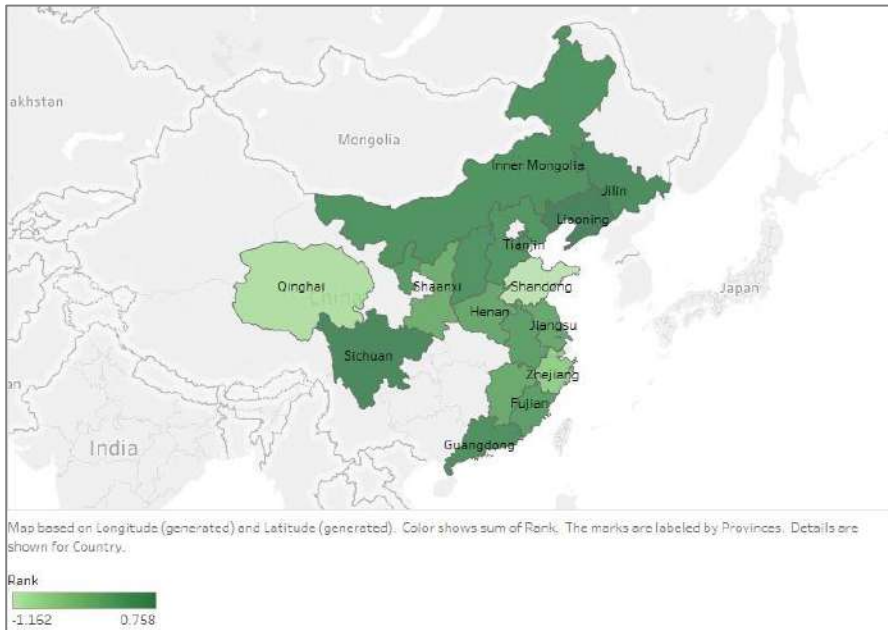 akhstan
Mongolia
Inner Mongolia
Jilin
Liaoning
Tianjin
Qinghai
China
Shaanxi
Shandong
Japan
Henan
Jiangsu
Sichuan
Zhejiang
Fujian
India
Guangdong
an
Map based on Longitude (generated) and Latitude (generated). Color shows sum of Rank. The marks are labeled by Provinces. Details are
shown for Country.
Rank
-1.162 0.758